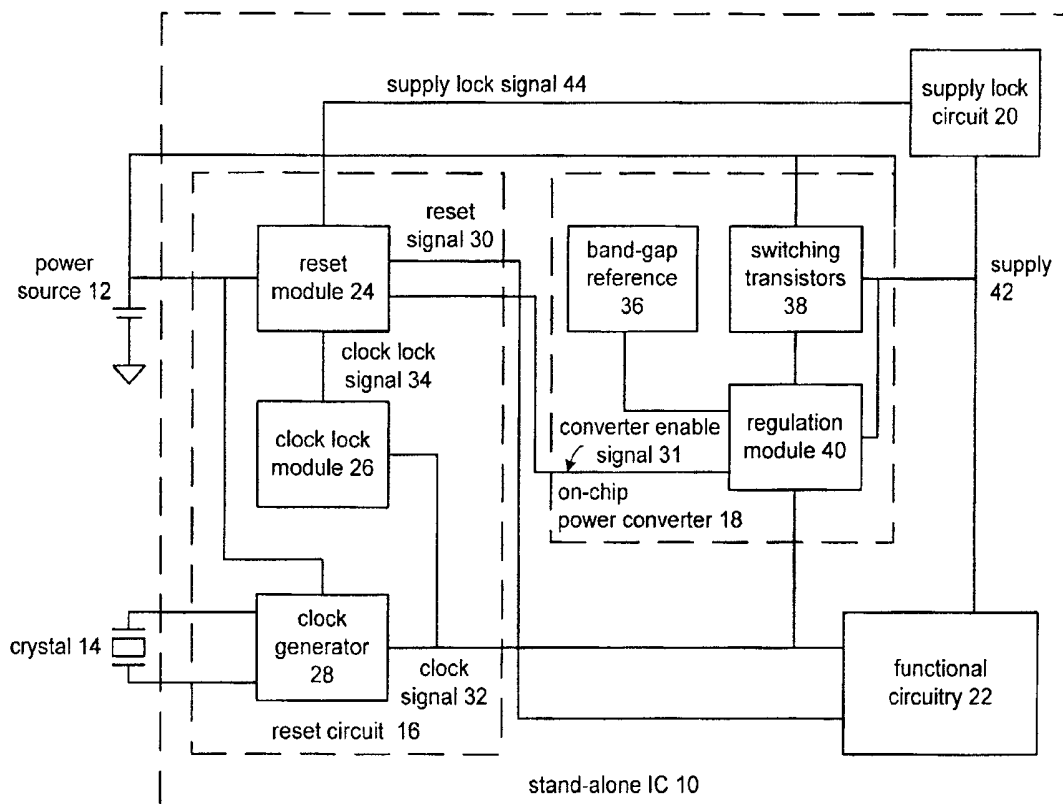 supply lock signal 44
supply lock
circuit 20
reset
signal 30
power
source 12
reset
module 24
band-gap
reference
36
switching
transistors
38
supply
42
clock lock
signal 34
clock lock
module 26
converter enable
signal 31
regulation
module 40
on-chip
power converter 18
crystal 14
clock
generator
28
clock
signal 32
functional
circuitry 22
reset circuit 16
stand-alone IC 10